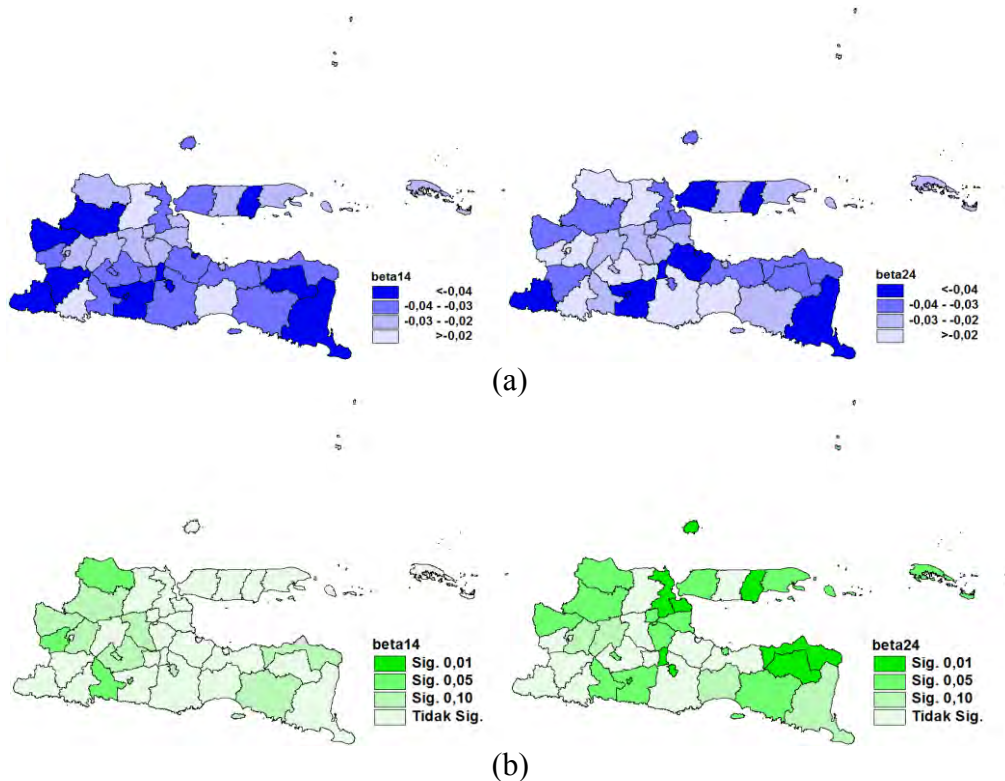 beta14
<-0,04
-0,04 - -0,03
-0,03 - -0,02
>-0,02
beta24
<-0,04
-0,04 - -0,03
-0,03 - -0,02
>-0,02
(a)
beta14
Sig. 0,01
Sig. 0,05
Sig. 0,10
Tidak Sig.
beta24
Sig. 0,01
Sig. 0,05
Sig. 0,10
Tidak Sig.
(b)